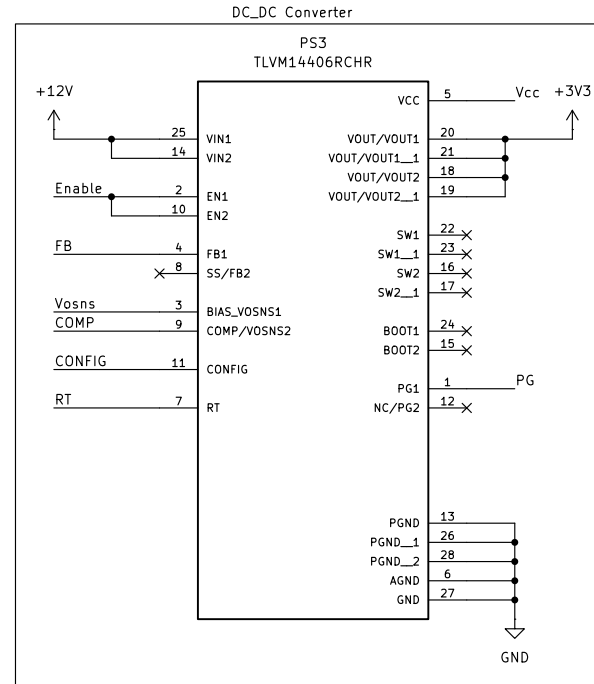 DC_DC Converter
PS3
TLVM14406RCHR
+12V
VCC 5 Vcc +3V3
25 VIN1 VOUT/VOUT1 20
14 VIN2 VOUT/VOUT1__1 21
VOUT/VOUT2 18
Enable 2 EN1 VOUT/VOUT2__1 19
10 EN2
SW1 22
FB 4 FB1 SW1__1 23
8 SS/FB2 SW2 16
SW2__1 17
Vosns 3 BIAS_VOSNS1
COMP 9 COMP/VOSNS2 BOOT1 24
BOOT2 15
CONFIG 11 CONFIG
PG1 1 PG
RT 7 RT NC/PG2 12
PGND 13
PGND__1 26
PGND__2 28
AGND 6
GND 27
GND